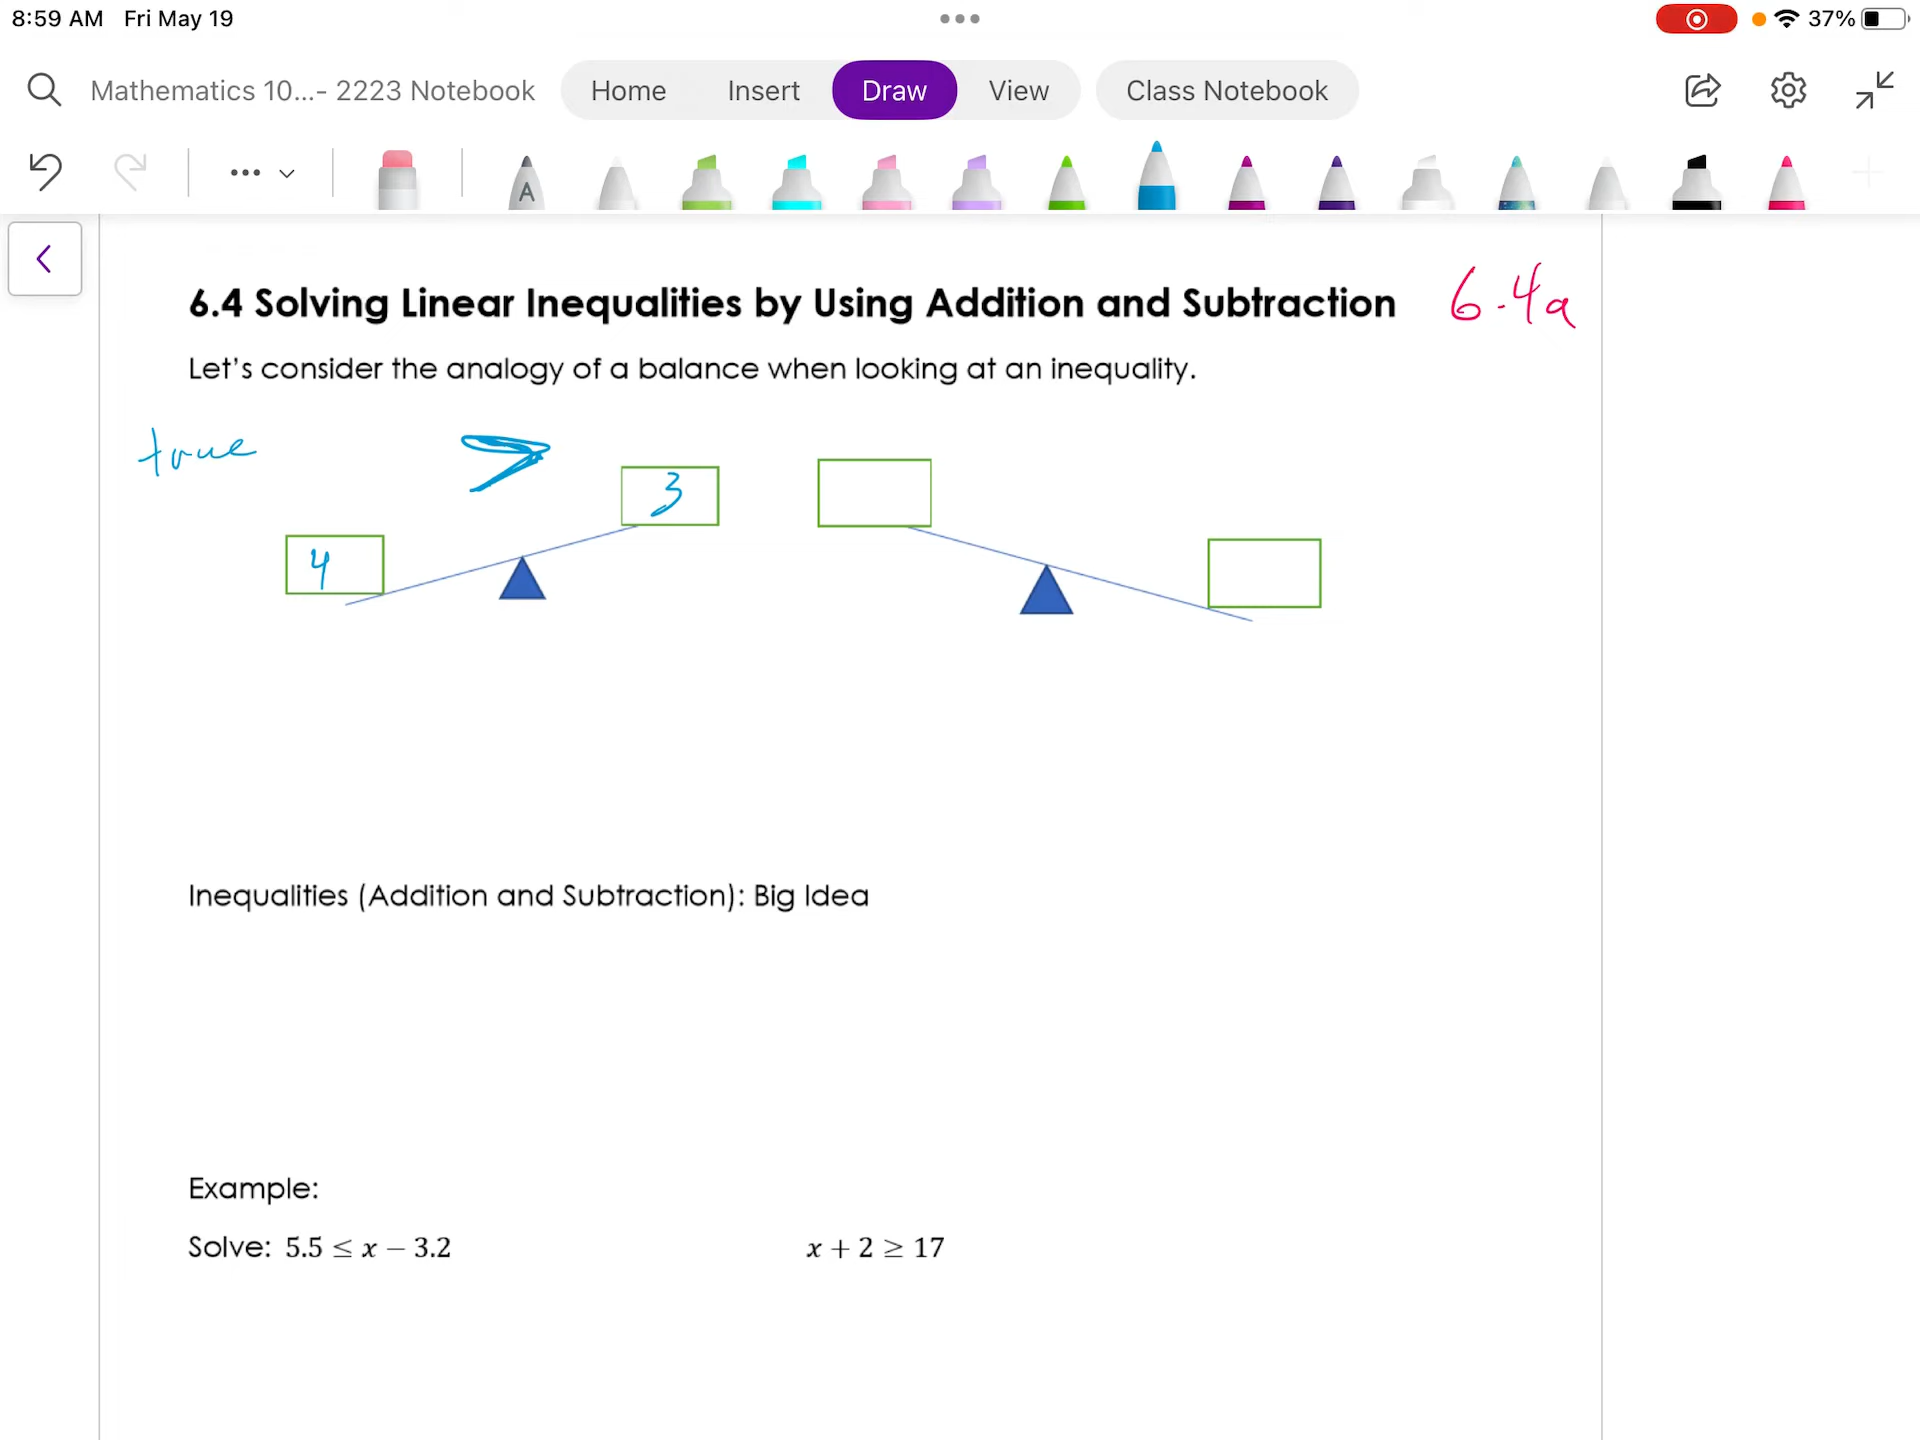 8:59 AM Fri May 19
37%
Mathematics 10...- 2223 Notebook Home Insert Draw View Class Notebook
A
6.4 Solving Linear Inequalities by Using Addition and Subtraction 6.4a
Let's consider the analogy of a balance when looking at an inequality.
true >
3
4
Inequalities (Addition and Subtraction): Big Idea
Example:
Solve: 5.5 ≤ x – 3.2 x + 2 ≥ 17